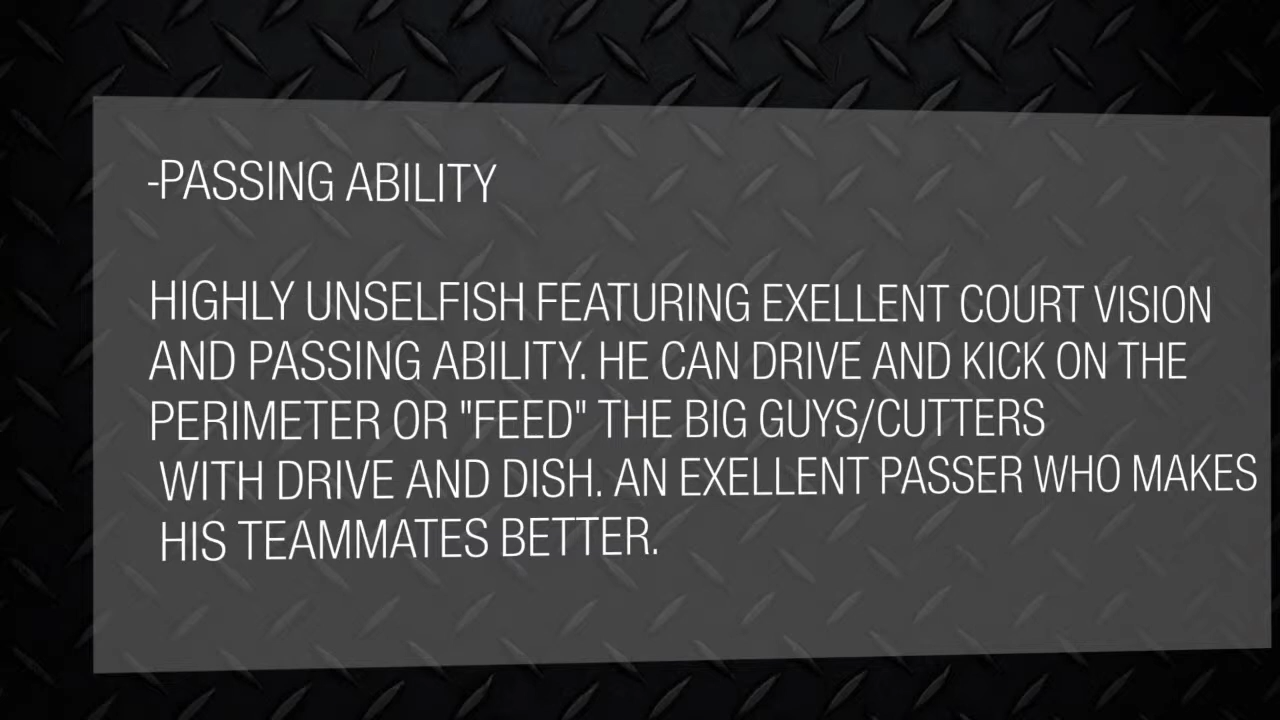 -PASSING ABILITY
HIGHLY UNSELFISH FEATURING EXELLENT COURT VISION
AND PASSING ABILITY. HE CAN DRIVE AND KICK ON THE
PERIMETER OR "FEED" THE BIG GUYS/CUTTERS
WITH DRIVE AND DISH. AN EXELLENT PASSER WHO MAKES
HIS TEAMMATES BETTER.